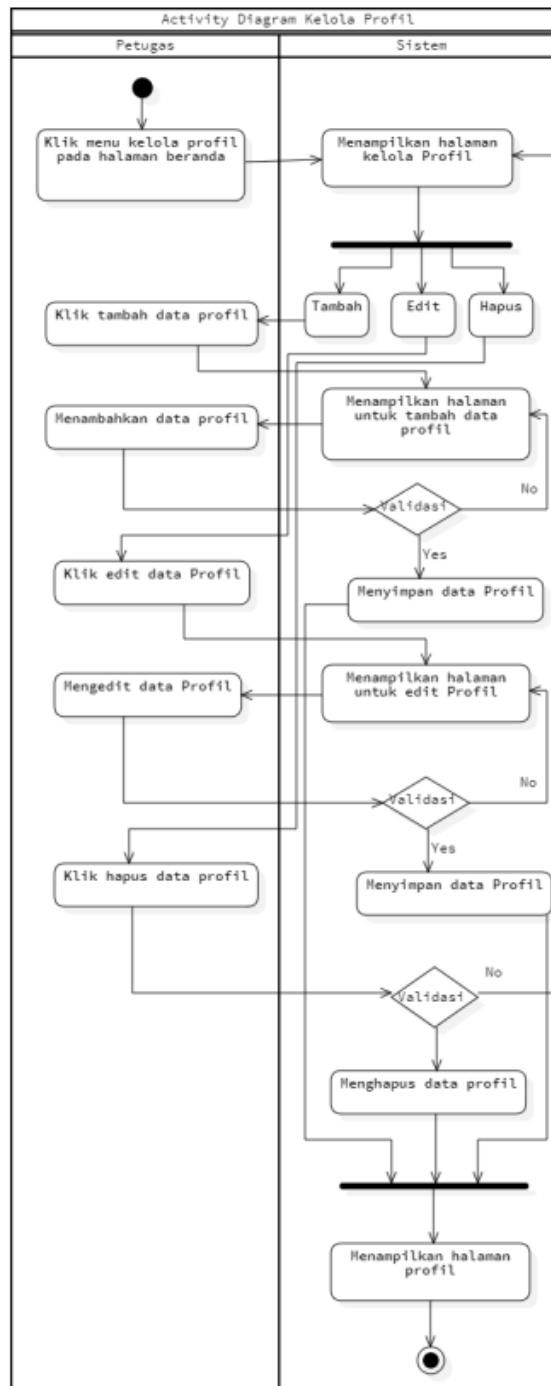 Activity Diagram Kelola Profil
Petugas
Sistem
Klik menu kelola profil
pada halaman beranda
Menampilkan halaman
kelola Profil
Tambah
Edit
Hapus
Klik tambah data profil
Menampilkan halaman
untuk tambah data
profil
Menambahkan data profil
Validasi
No
Yes
Klik edit data Profil
Menyimpan data Profil
Menampilkan halaman
untuk edit Profil
Mengedit data Profil
Validasi
No
Yes
Klik hapus data profil
Menyimpan data Profil
Validasi
No
Menghapus data profil
Menampilkan halaman
profil